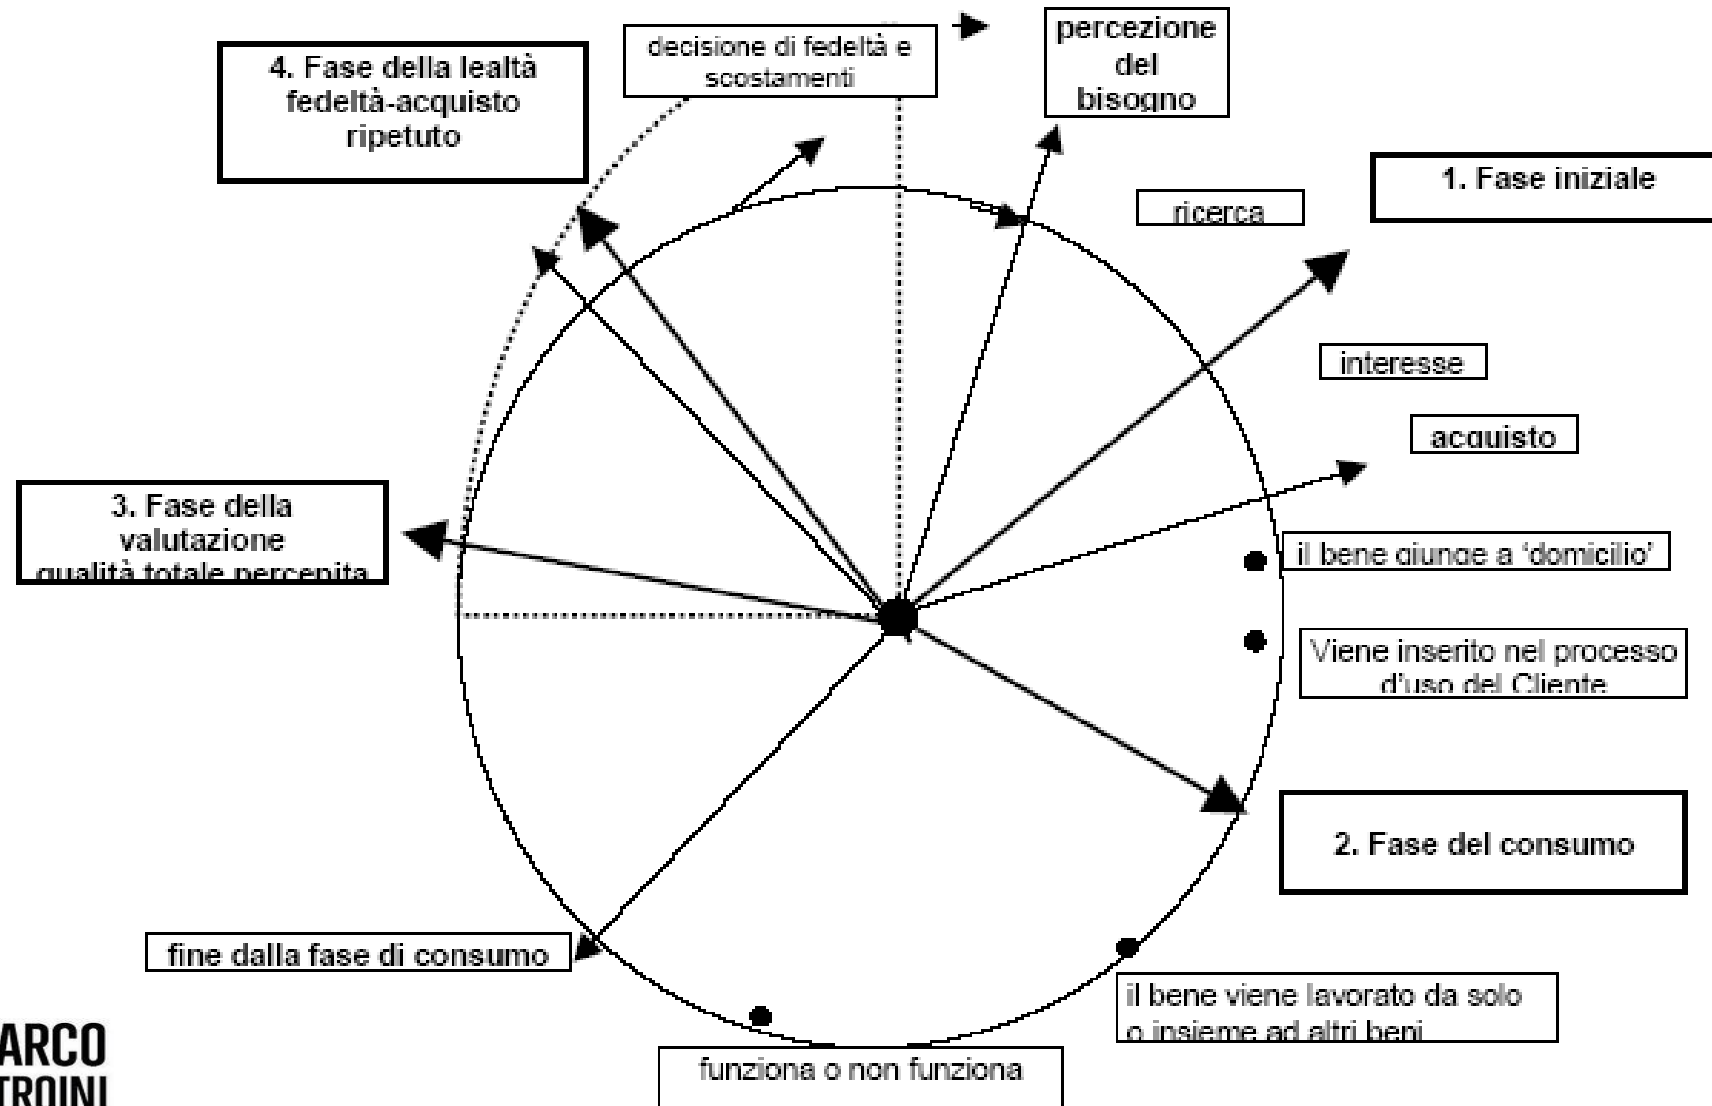 decisione di fedeltà e
scostamenti
percezione
del
bisogno
4. Fase della lealtà
fedeltà-acquisto
ripetuto
1. Fase iniziale
ricerca
interesse
acquisto
3. Fase della
valutazione
qualità totale percepita
il bene giunge a ‘domicilio’
Viene inserito nel processo
d'uso del Cliente
2. Fase del consumo
fine dalla fase di consumo
il bene viene lavorato da solo
o insieme ad altri beni
funziona o non funziona
ARCO
TROINI